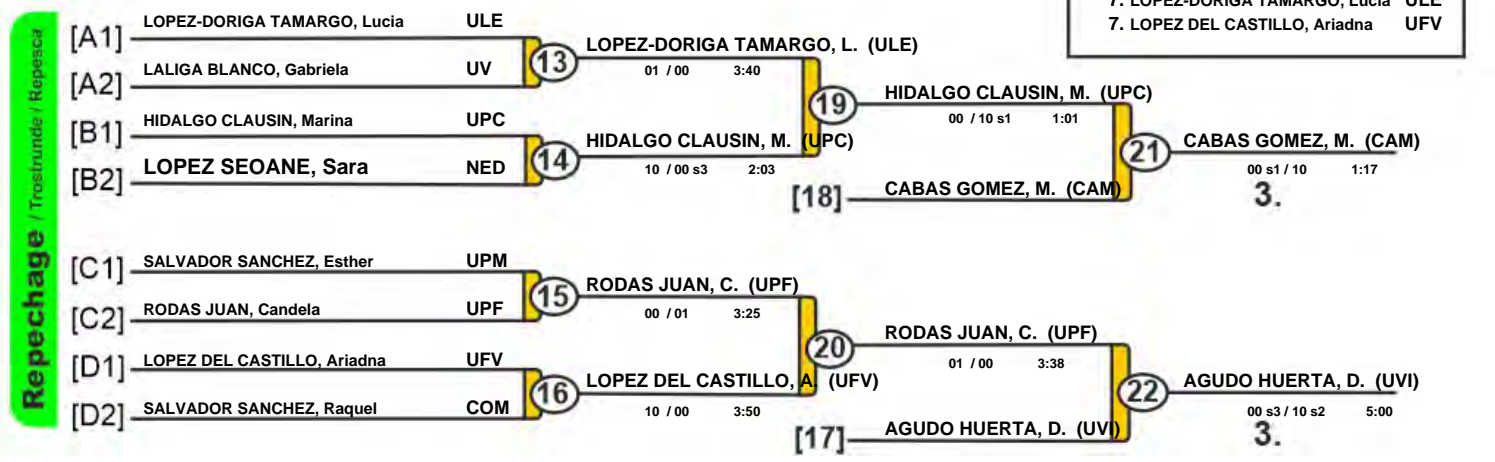 7. LOPEZ-DORIGA TAMARGO, Lucia ULE
7. LOPEZ DEL CASTILLO, Ariadna UFV
Repechage / Trostrunde / Repesca
[A1] LOPEZ-DORIGA TAMARGO, Lucia ULE
[A2] LALIGA BLANCO, Gabriela UV
13 LOPEZ-DORIGA TAMARGO, L. (ULE)
01 / 00 3:40
[B1] HIDALGO CLAUSIN, Marina UPC
[B2] LOPEZ SEOANE, Sara NED
14 HIDALGO CLAUSIN, M. (UPC)
10 / 00 s3 2:03
19 HIDALGO CLAUSIN, M. (UPC)
00 / 10 s1 1:01
[18] CABAS GOMEZ, M. (CAM)
21 CABAS GOMEZ, M. (CAM)
00 s1 / 10 1:17
3.
[C1] SALVADOR SANCHEZ, Esther UPM
[C2] RODAS JUAN, Candela UPF
15 RODAS JUAN, C. (UPF)
00 / 01 3:25
[D1] LOPEZ DEL CASTILLO, Ariadna UFV
[D2] SALVADOR SANCHEZ, Raquel COM
16 LOPEZ DEL CASTILLO, A. (UFV)
10 / 00 3:50
20 RODAS JUAN, C. (UPF)
01 / 00 3:38
[17] AGUDO HUERTA, D. (UVI)
22 AGUDO HUERTA, D. (UVI)
00 s3 / 10 s2 5:00
3.